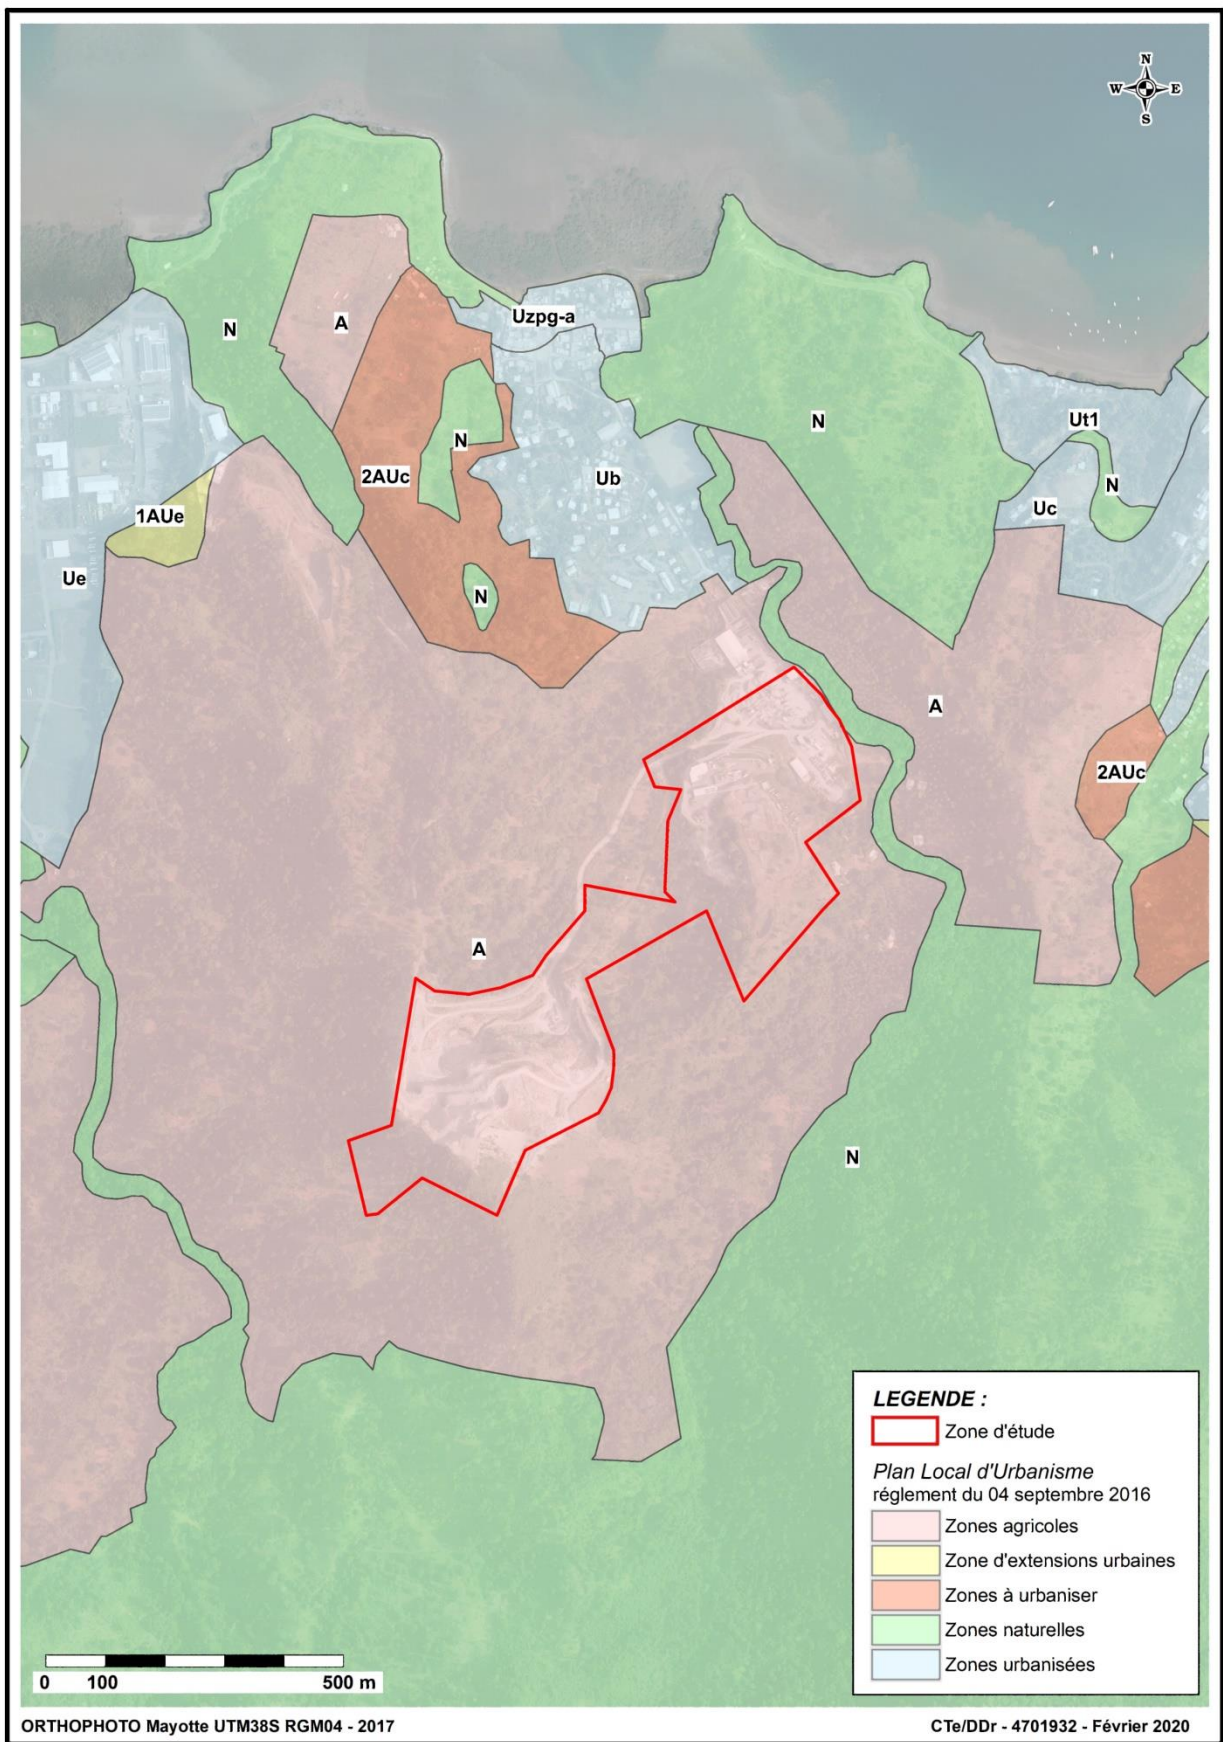 N
W E
S
Uzpg-a
N
A
N
Ut1
N
2AUc
Ub
N
Uc
1AUe
Ue
N
A
2AUc
A
N
LEGENDE :
Zone d'étude
Plan Local d'Urbanisme
réglement du 04 septembre 2016
Zones agricoles
Zone d'extensions urbaines
Zones à urbaniser
Zones naturelles
Zones urbanisées
0 100 500 m
ORTHOPHOTO Mayotte UTM38S RGM04 - 2017
CTe/DDr - 4701932 - Février 2020